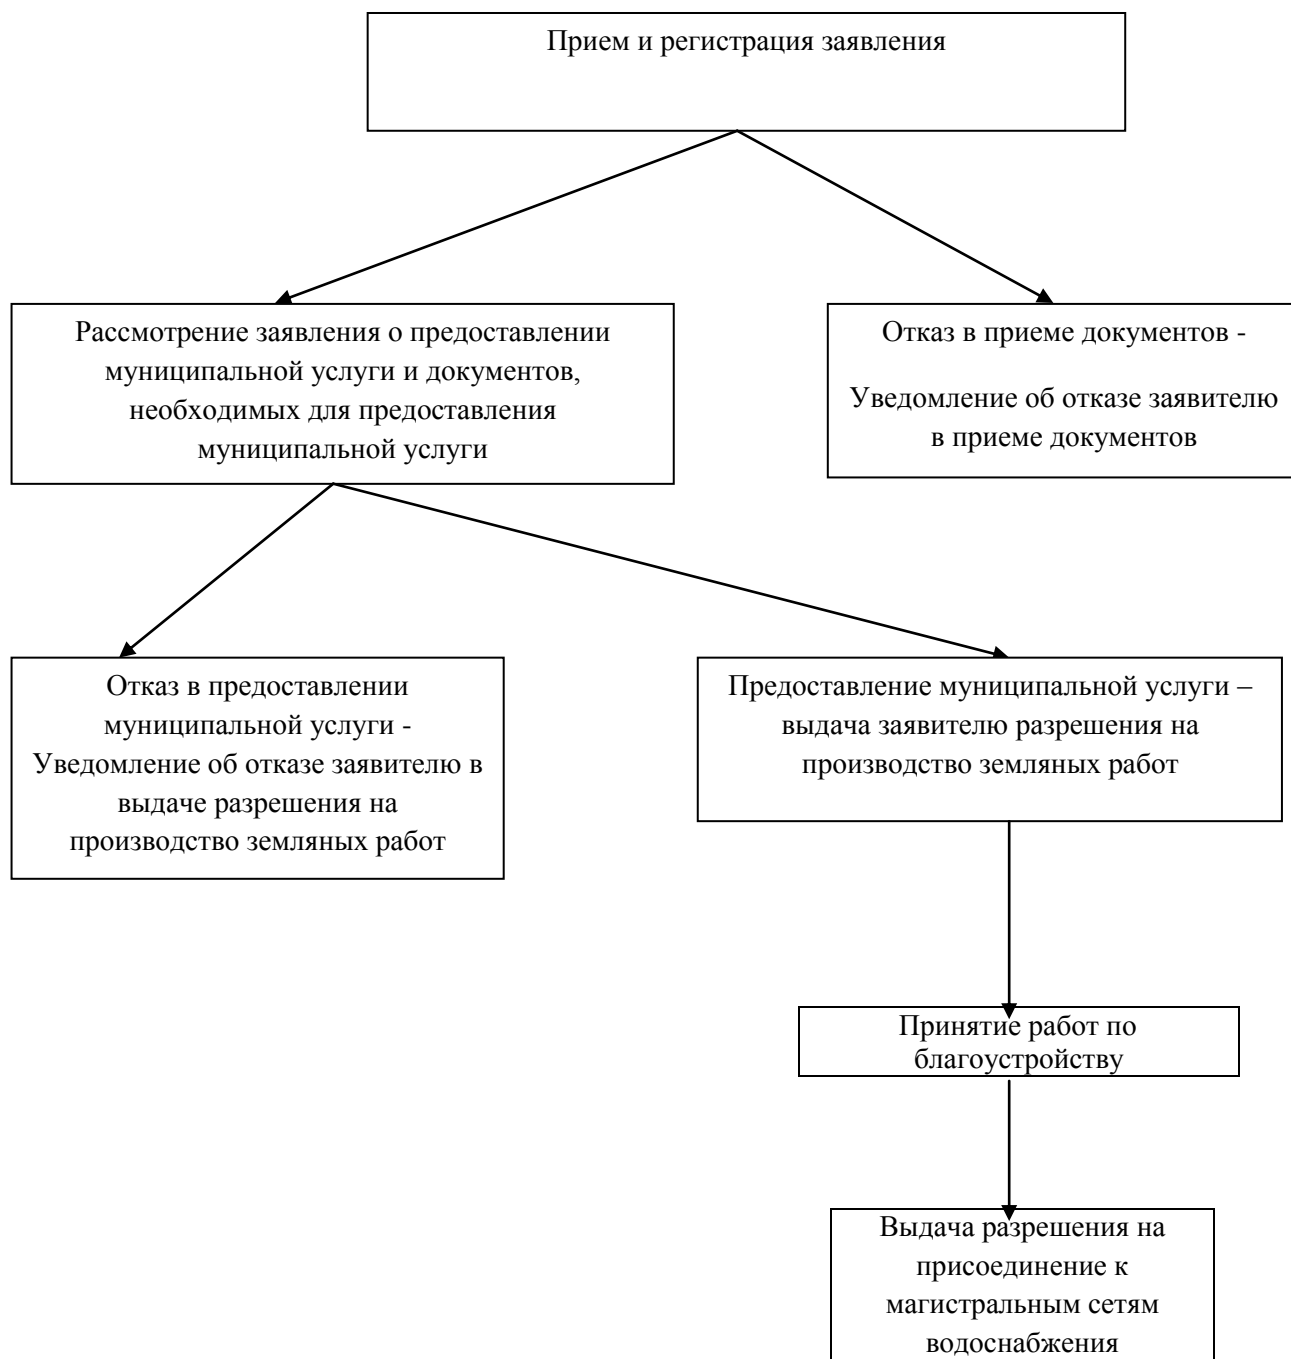 Прием и регистрация заявления
Рассмотрение заявления о предоставлении
муниципальной услуги и документов,
необходимых для предоставления
муниципальной услуги
Отказ в приеме документов -
Уведомление об отказе заявителю
в приеме документов
Отказ в предоставлении
муниципальной услуги -
Уведомление об отказе заявителю в
выдаче разрешения на
производство земляных работ
Предоставление муниципальной услуги –
выдача заявителю разрешения на
производство земляных работ
Принятие работ по
благоустройству
Выдача разрешения на
присоединение к
магистральным сетям
водоснабжения